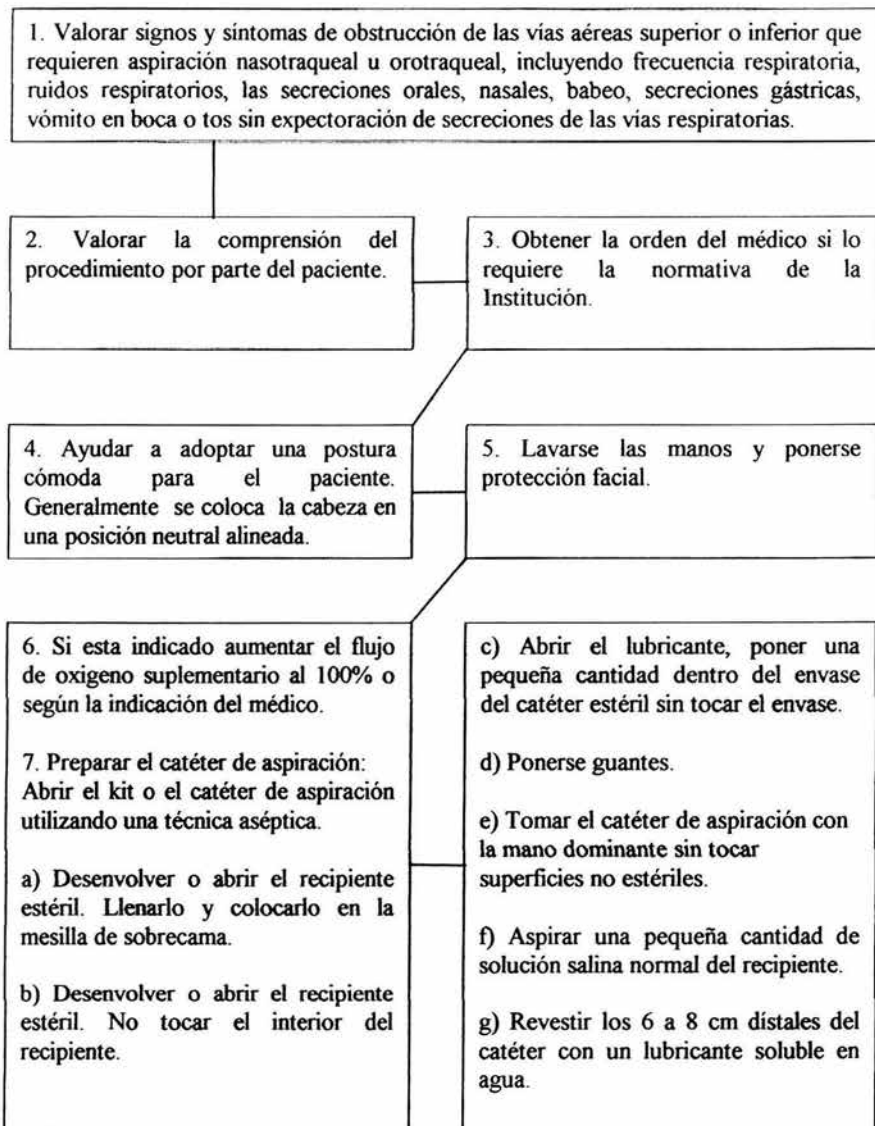 1. Valorar signos y síntomas de obstrucción de las vías aéreas superior o inferior que
requieren aspiración nasotraqueal u orotraqueal, incluyendo frecuencia respiratoria,
ruidos respiratorios, las secreciones orales, nasales, babeo, secreciones gástricas,
vómito en boca o tos sin expectoración de secreciones de las vías respiratorias.
2. Valorar la comprensión del
procedimiento por parte del paciente.
3. Obtener la orden del médico si lo
requiere la normativa de la
Institución.
4. Ayudar a adoptar una postura
cómoda para el paciente.
Generalmente se coloca la cabeza en
una posición neutral alineada.
5. Lavarse las manos y ponerse
protección facial.
6. Si esta indicado aumentar el flujo
de oxigeno suplementario al 100% o
según la indicación del médico.
7. Preparar el catéter de aspiración:
Abrir el kit o el catéter de aspiración
utilizando una técnica aséptica.
a) Desenvolver o abrir el recipiente
estéril. Llenarlo y colocarlo en la
mesilla de sobrecama.
b) Desenvolver o abrir el recipiente
estéril. No tocar el interior del
recipiente.
c) Abrir el lubricante, poner una
pequeña cantidad dentro del envase
del catéter estéril sin tocar el envase.
d) Ponerse guantes.
e) Tomar el catéter de aspiración con
la mano dominante sin tocar
superficies no estériles.
f) Aspirar una pequeña cantidad de
solución salina normal del recipiente.
g) Revestir los 6 a 8 cm dístales del
catéter con un lubricante soluble en
agua.